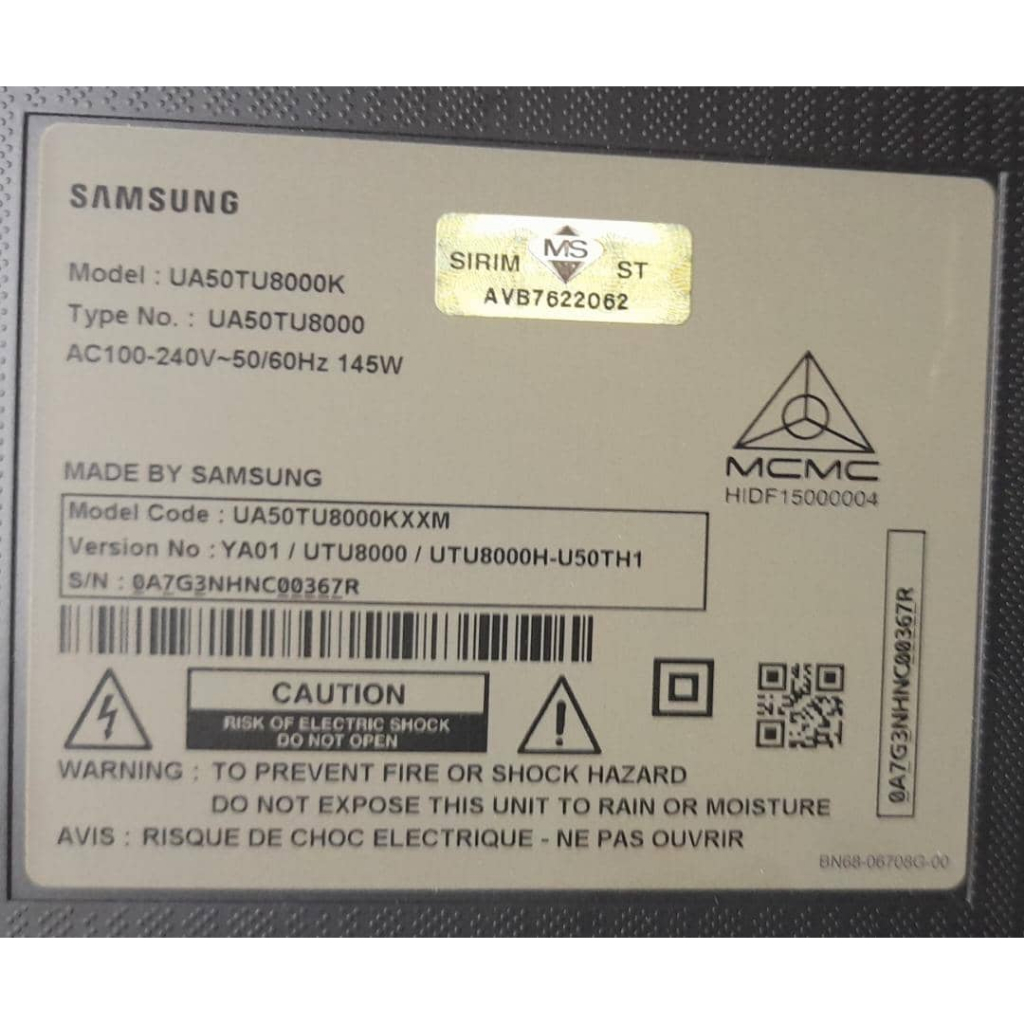 SAMSUNG
Model : UA50TU8000K
Type No. : UA50TU8000
AC100-240V~50/60Hz 145W
SIRIM MS ST
AVB7622062
MCMC
HIDF15000004
MADE BY SAMSUNG
Model Code : UA50TU8000KXXM
Version No : YA01 / UTU8000 / UTU8000H-U50TH1
S/N : 0A7G3NHNC00367R
0A7G3NHNC00367R
CAUTION
RISK OF ELECTRIC SHOCK
DO NOT OPEN
WARNING : TO PREVENT FIRE OR SHOCK HAZARD
DO NOT EXPOSE THIS UNIT TO RAIN OR MOISTURE
AVIS : RISQUE DE CHOC ELECTRIQUE - NE PAS OUVRIR
BN68-06708G-00